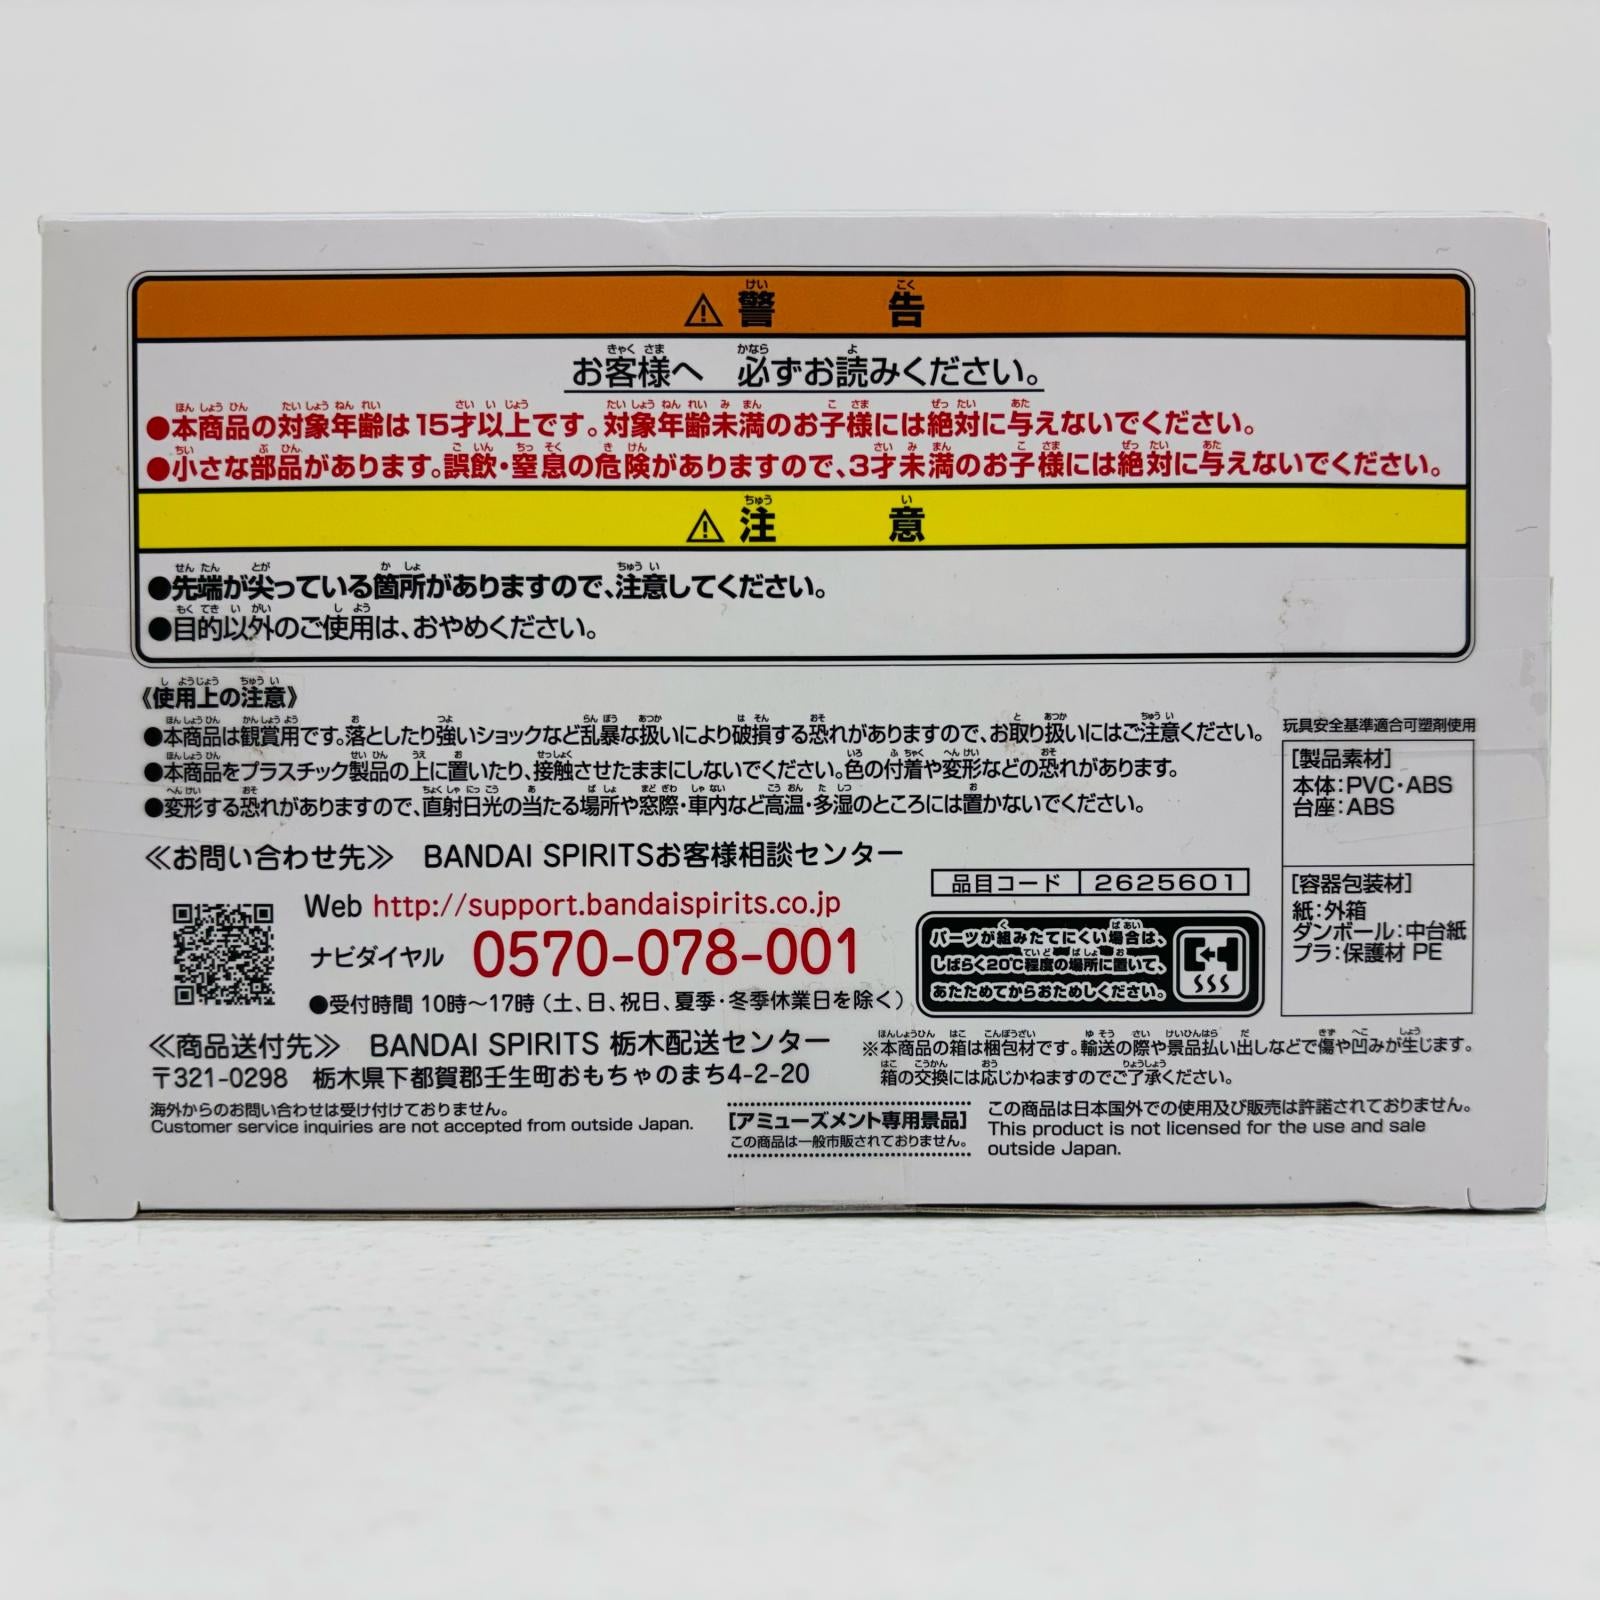 ⚠警告
お客様へ 必ずお読みください。
●本商品の対象年齢は15才以上です。対象年齢未満のお子様には絶対に与えないでください。
●小さな部品があります。誤飲・窒息の危険がありますので、3才未満のお子様には絶対に与えないでください。
⚠注意
●先端が尖っている箇所がありますので、注意してください。
●目的以外のご使用は、おやめください。
《使用上の注意》
●本商品は観賞用です。落としたり強いショックなど乱暴な扱いにより破損する恐れがありますので、お取り扱いにはご注意ください。
●本商品をプラスチック製品の上に置いたり、接触させたままにしないでください。色の付着や変形などの恐れがあります。
●変形する恐れがありますので、直射日光の当たる場所や窓際・車内など高温・多湿のところには置かないでください。
玩具安全基準適合可塑剤使用
[製品素材]
本体:PVC・ABS
台座:ABS
[容器包装材]
紙:外箱
ダンボール:中台紙
プラ:保護材 PE
≪お問い合わせ先≫ BANDAI SPIRITSお客様相談センター
Web http://support.bandaispirits.co.jp
ナビダイヤル 0570-078-001
●受付時間 10時〜17時(土、日、祝日、夏季・冬季休業日を除く)
品目コード 2625601
パーツが組みたてにくい場合は、
しばらく20℃程度の場所に置いて、
あたためてからおためしください。
≪商品送付先≫ BANDAI SPIRITS 栃木配送センター
〒321-0298 栃木県下都賀郡壬生町おもちゃのまち4-2-20
※本商品の箱は梱包材です。輸送の際や景品払い出しなどで傷や凹みが生じます。
箱の交換には応じかねますのでご了承ください。
海外からのお問い合わせは受け付けておりません。
Customer service inquiries are not accepted from outside Japan.
[アミューズメント専用景品]
この商品は一般市販されておりません。
この商品は日本国外での使用及び販売は許諾されておりません。
This product is not licensed for the use and sale
outside Japan.